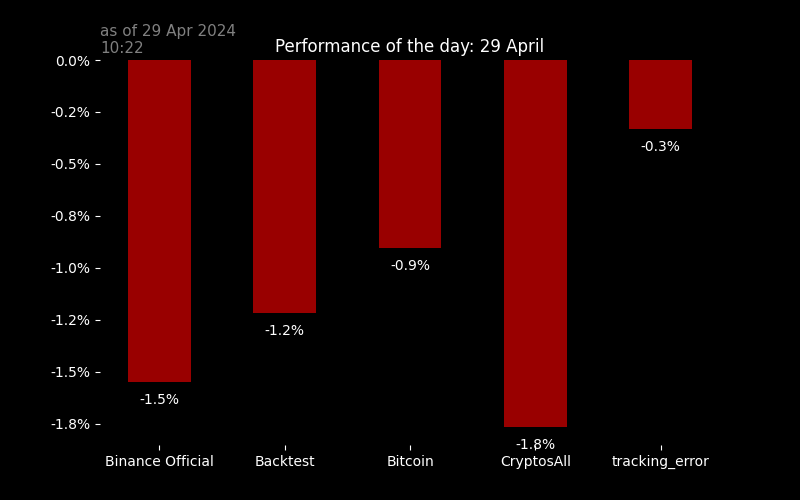 as of 29 Apr 2024
10:22
Performance of the day: 29 April
0.0%
-0.2%
-0.5%
-0.8%
-1.0%
-1.2%
-1.5%
-1.8%
-1.5%
-1.2%
-0.9%
-1.8%
-0.3%
Binance Official
Backtest
Bitcoin
CryptosAll
tracking_error